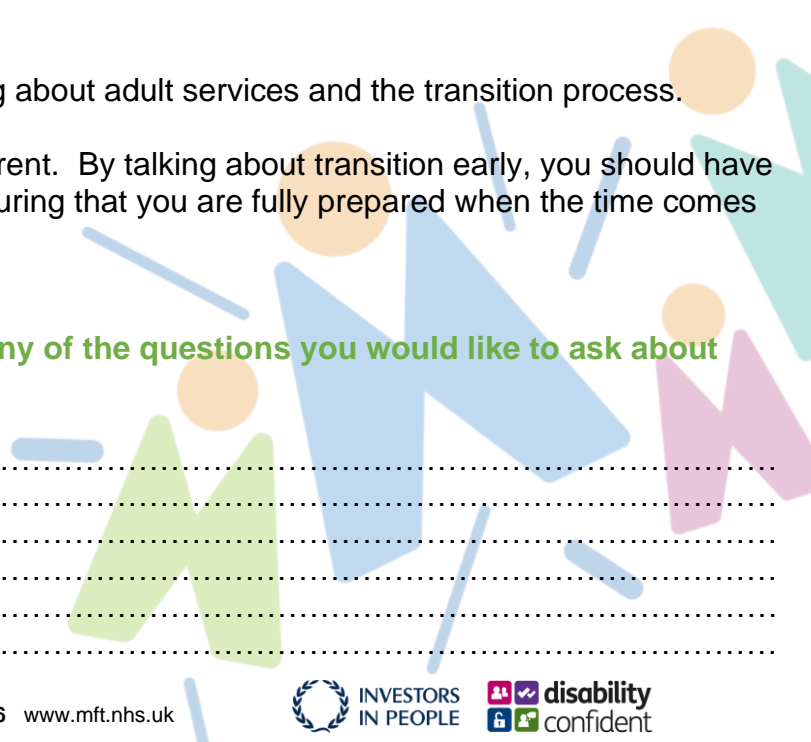 g about adult services and the transition process.
rent. By talking about transition early, you should have
uring that you are fully prepared when the time comes
ny of the questions you would like to ask about
………………………………………………………………………
………………………………………………………………………
………………………………………………………………………
………………………………………………………………………
………………………………………………………………………
………………………………………………………………………
6 www.mft.nhs.uk
INVESTORS
IN PEOPLE
disability
confident